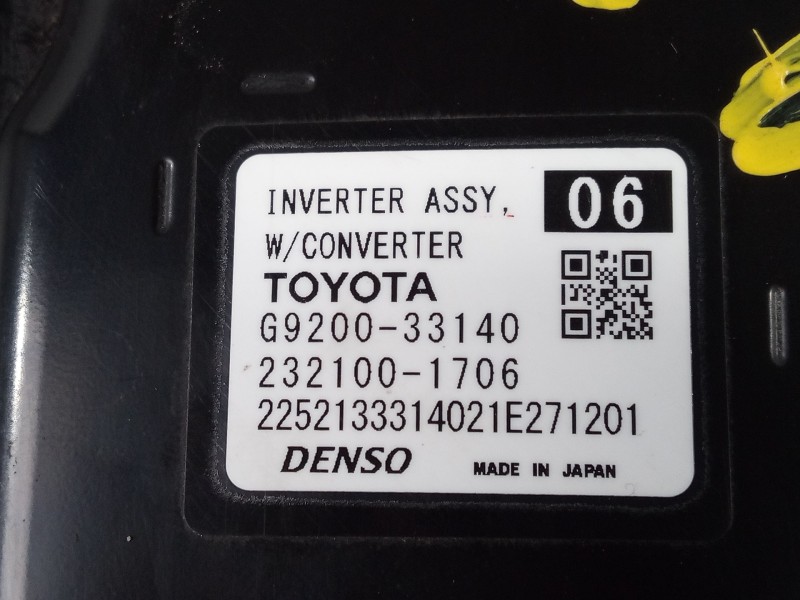 INVERTER ASSY, 06
W/CONVERTER
TOYOTA
G9200-33140
232100-1706
2252133314021E271201
DENSO MADE IN JAPAN